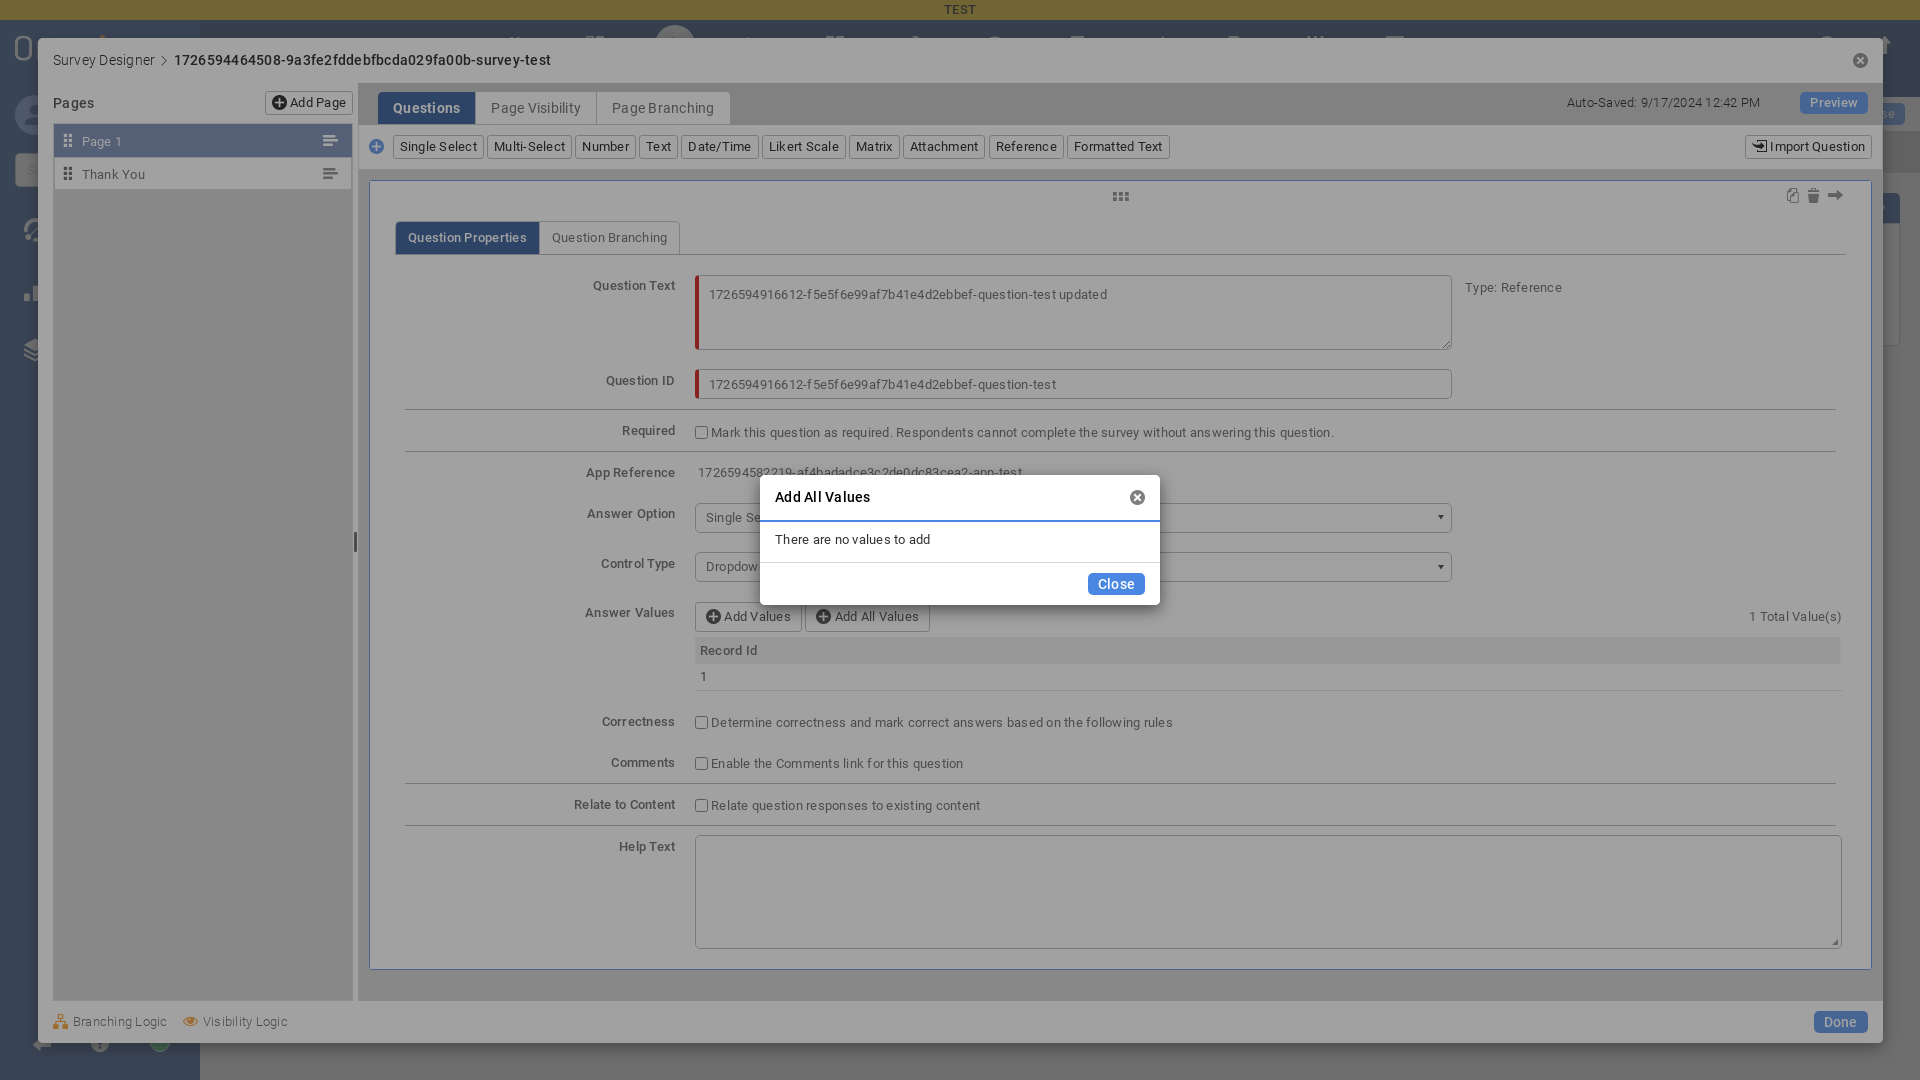 TEST
Survey Designer > 1726594464508-9a3fe2fddebfbcda029fa00b-survey-test
Pages
Add Page
Page 1
Thank You
Questions
Page Visibility
Page Branching
Auto-Saved: 9/17/2024 12:42 PM
Preview
Single Select
Multi-Select
Number
Text
Date/Time
Likert Scale
Matrix
Attachment
Reference
Formatted Text
Import Question
Question Properties
Question Branching
Question Text
1726594916612-f5e5f6e99af7b41e4d2ebbef-question-test updated
Type: Reference
Question ID
1726594916612-f5e5f6e99af7b41e4d2ebbef-question-test
Required
Mark this question as required. Respondents cannot complete the survey without answering this question.
App Reference
1726594582219-af4badadce3c2de0dc83cea2-app-test
Add All Values
There are no values to add
Close
Answer Option
Single Se
Control Type
Dropdow
Answer Values
Add Values
Add All Values
1 Total Value(s)
Record Id
1
Correctness
Determine correctness and mark correct answers based on the following rules
Comments
Enable the Comments link for this question
Relate to Content
Relate question responses to existing content
Help Text
Branching Logic
Visibility Logic
Done